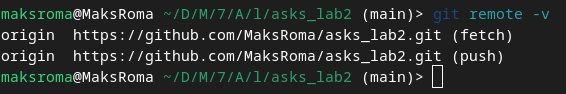 maksroma@MaksRoma ~/D/M/7/A/l/asks_lab2 (main)> git remote -v
origin  https://github.com/MaksRoma/asks_lab2.git (fetch)
origin  https://github.com/MaksRoma/asks_lab2.git (push)
maksroma@MaksRoma ~/D/M/7/A/l/asks_lab2 (main)>